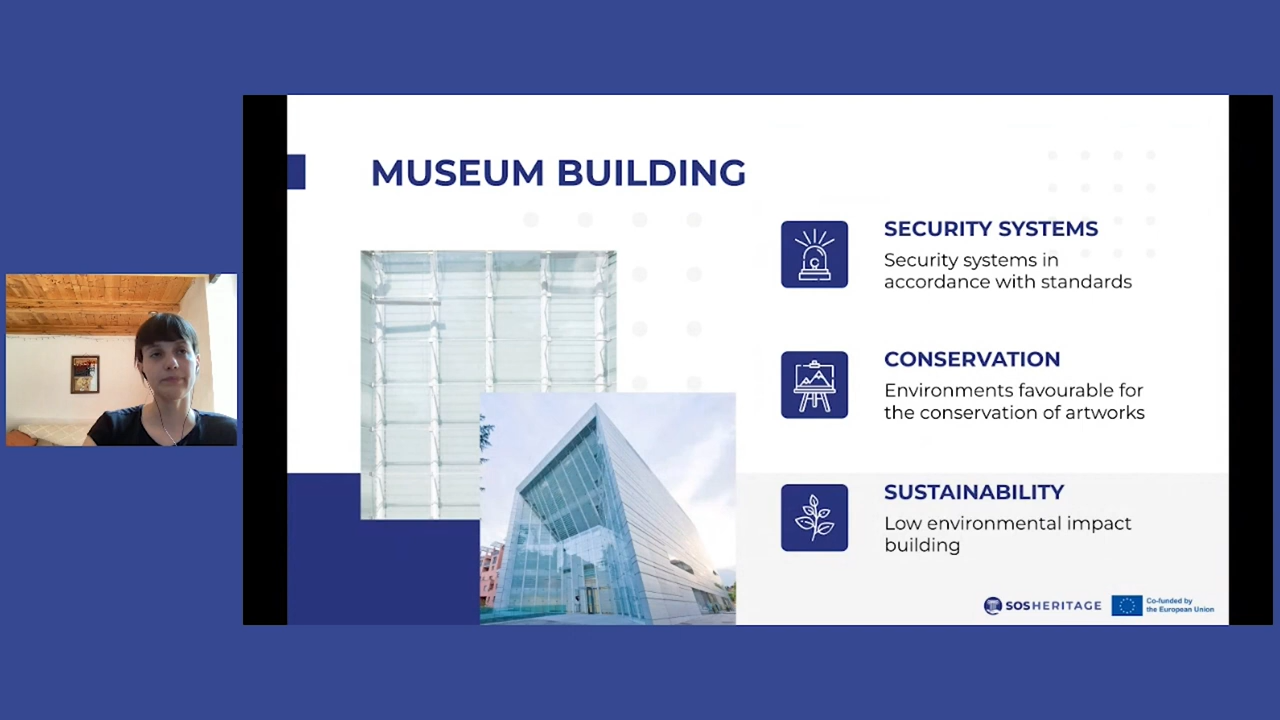 MUSEUM BUILDING
SECURITY SYSTEMS
Security systems in
accordance with standards
CONSERVATION
Environments favourable for
the conservation of artworks
SUSTAINABILITY
Low environmental impact
building
SOSHERITAGE
Co-funded by
the European Union